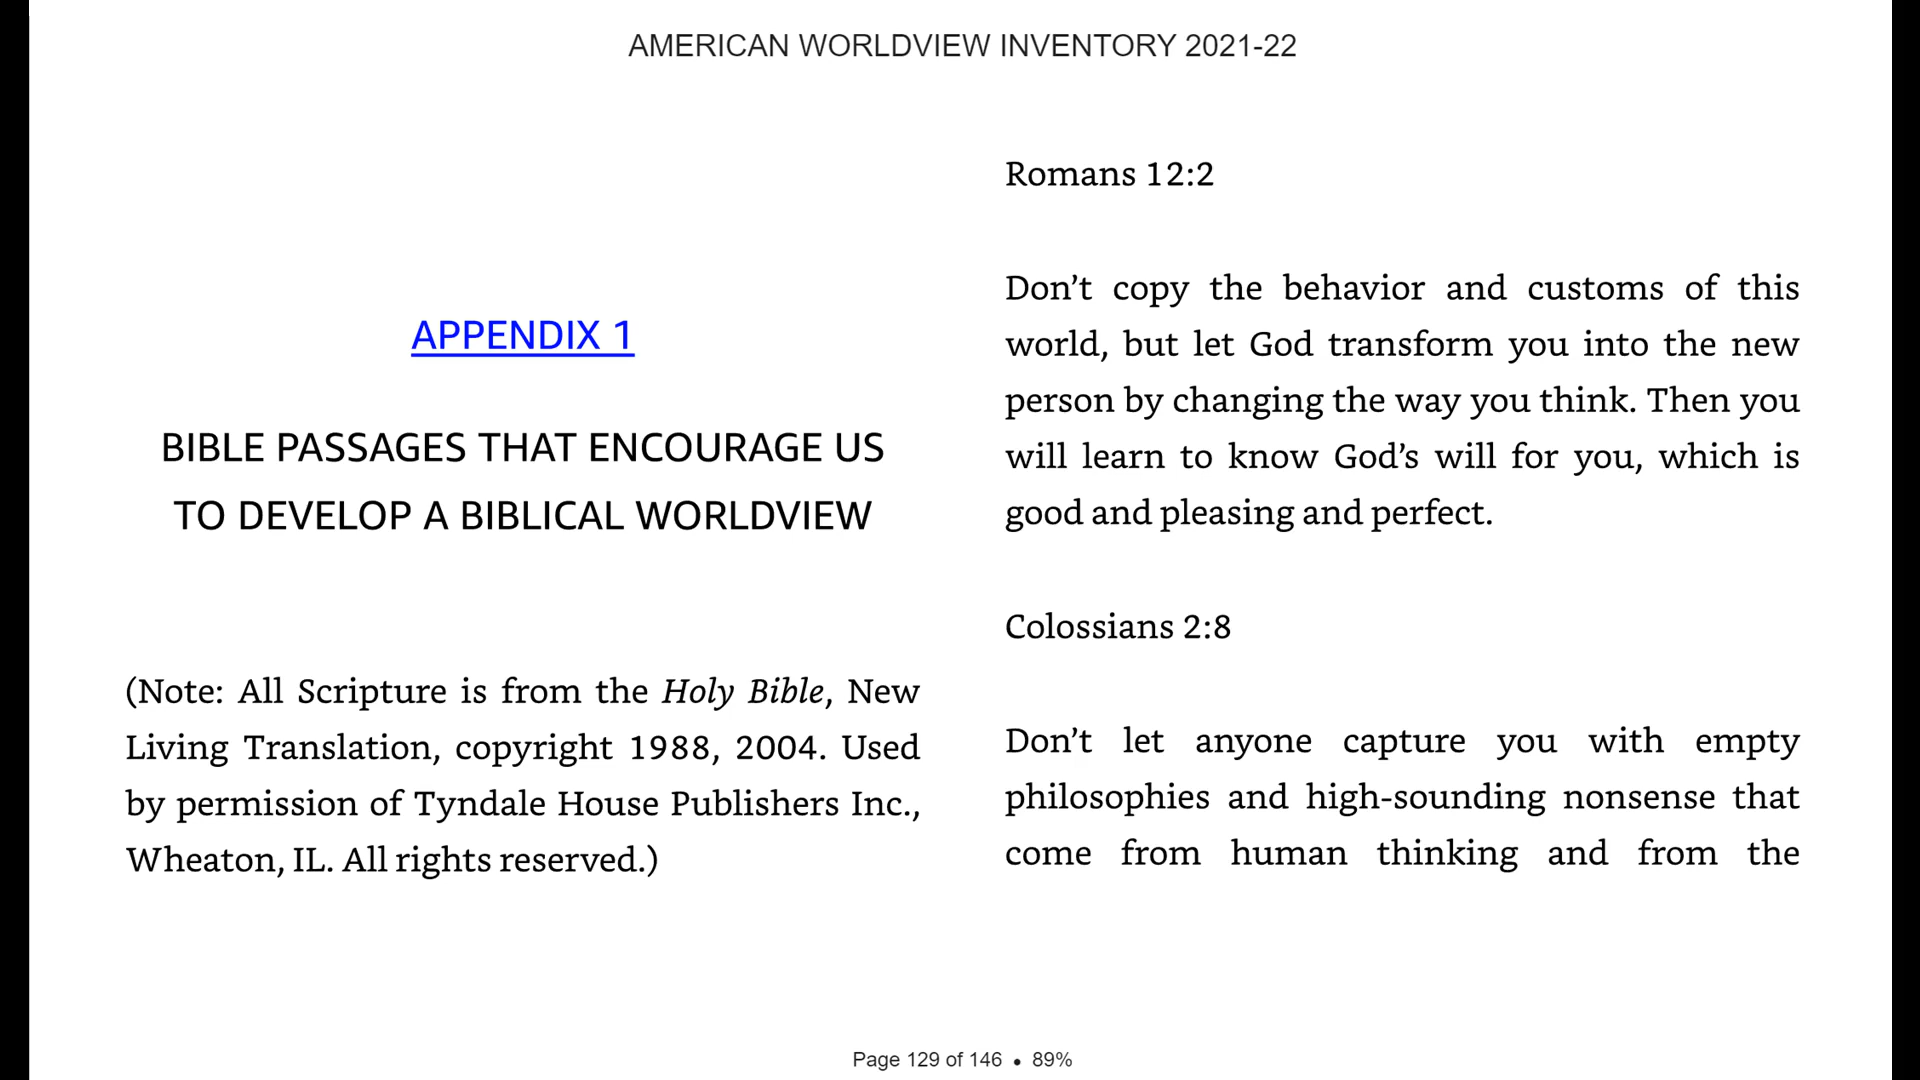 AMERICAN WORLDVIEW INVENTORY 2021-22
APPENDIX 1
BIBLE PASSAGES THAT ENCOURAGE US
TO DEVELOP A BIBLICAL WORLDVIEW
(Note: All Scripture is from the Holy Bible, New
Living Translation, copyright 1988, 2004. Used
by permission of Tyndale House Publishers Inc.,
Wheaton, IL. All rights reserved.)
Romans 12:2
Don’t copy the behavior and customs of this
world, but let God transform you into the new
person by changing the way you think. Then you
will learn to know God’s will for you, which is
good and pleasing and perfect.
Colossians 2:8
Don’t let anyone capture you with empty
philosophies and high-sounding nonsense that
come from human thinking and from the
Page 129 of 146 • 89%